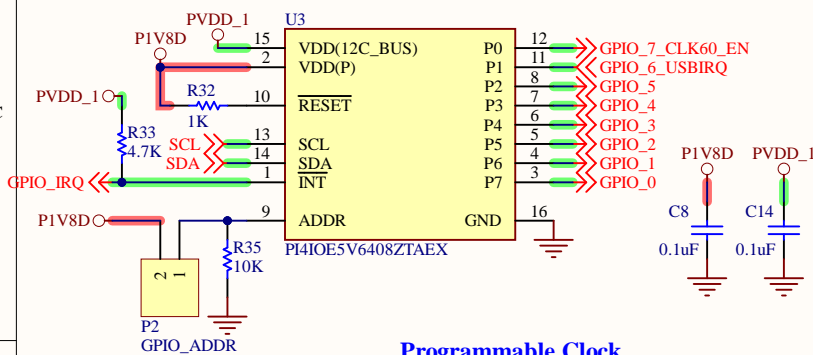 U3
PVDD_1
P1V8D
15 VDD(12C_BUS) P0 12 GPIO_7_CLK60_EN
2 VDD(P) P1 11 GPIO_6_USBIRQ
P2 8 GPIO_5
R32
PVDD_1 10 RESET P3 7 GPIO_4
1K
P4 6 GPIO_3
R33
4.7K
SCL 13 SCL P5 5 GPIO_2
SDA 14 SDA P6 4 GPIO_1
GPIO_IRQ 1 INT P7 3 GPIO_0
P1V8D PVDD_1
P1V8D 9 ADDR GND 16
C8 C14
R35
10K
PI4IOE5V6408ZTAEX
0.1uF 0.1uF
2 1
P2
GPIO_ADDR
Programmable Clock